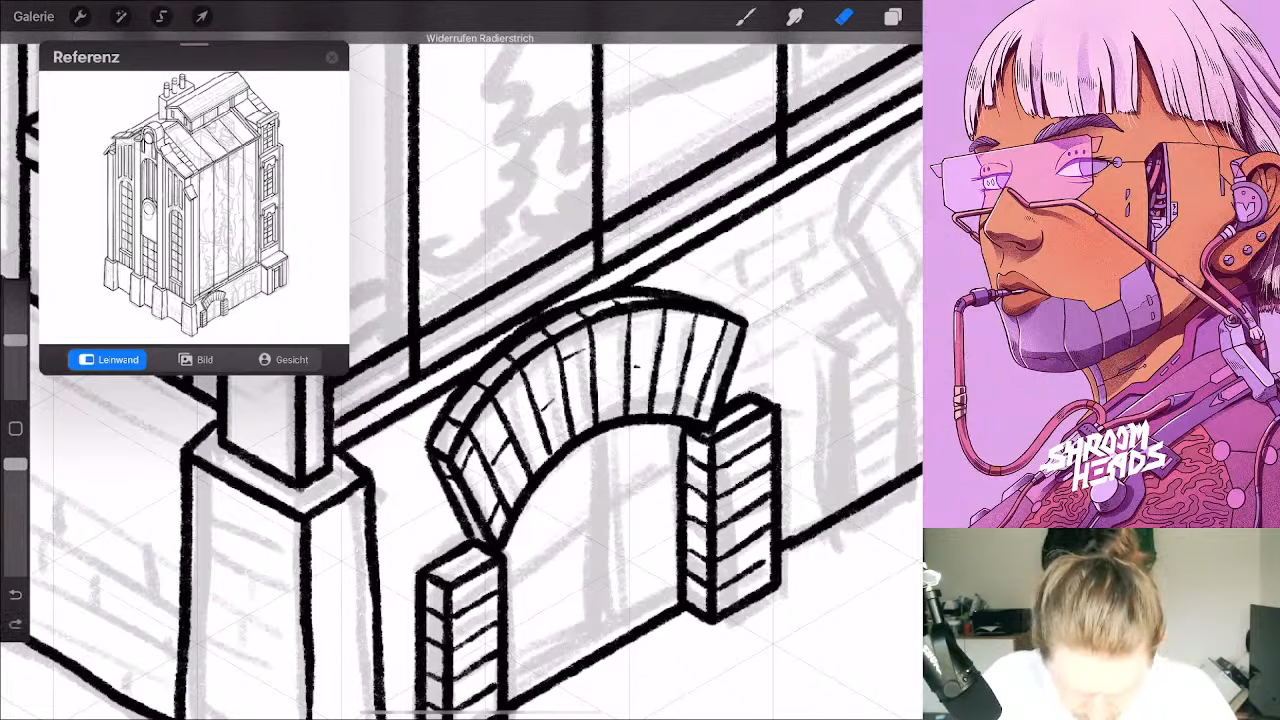 Galerie
Widerrufen Radierstrich
Referenz
Leinwand
Bild
Gesicht
SHROOM
HEADS